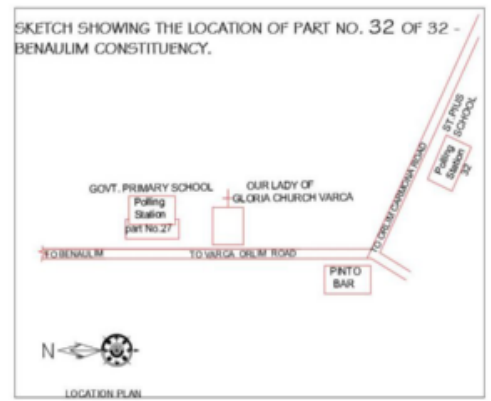 SKETCH SHOWING THE LOCATION OF PART NO. 32 OF 32 -
BENAULIM CONSTITUENCY.
ST.PIUS
SCHOOL
Polling
Station
32
TO ORLIM CARMONA ROAD
GOVT. PRIMARY SCHOOL
Polling
Station
part No.27
OUR LADY OF
GLORIA CHURCH VARCA
TO BENAULIM
TO VARCA ORLIM ROAD
PINTO
BAR
N
LOCATION PLAN